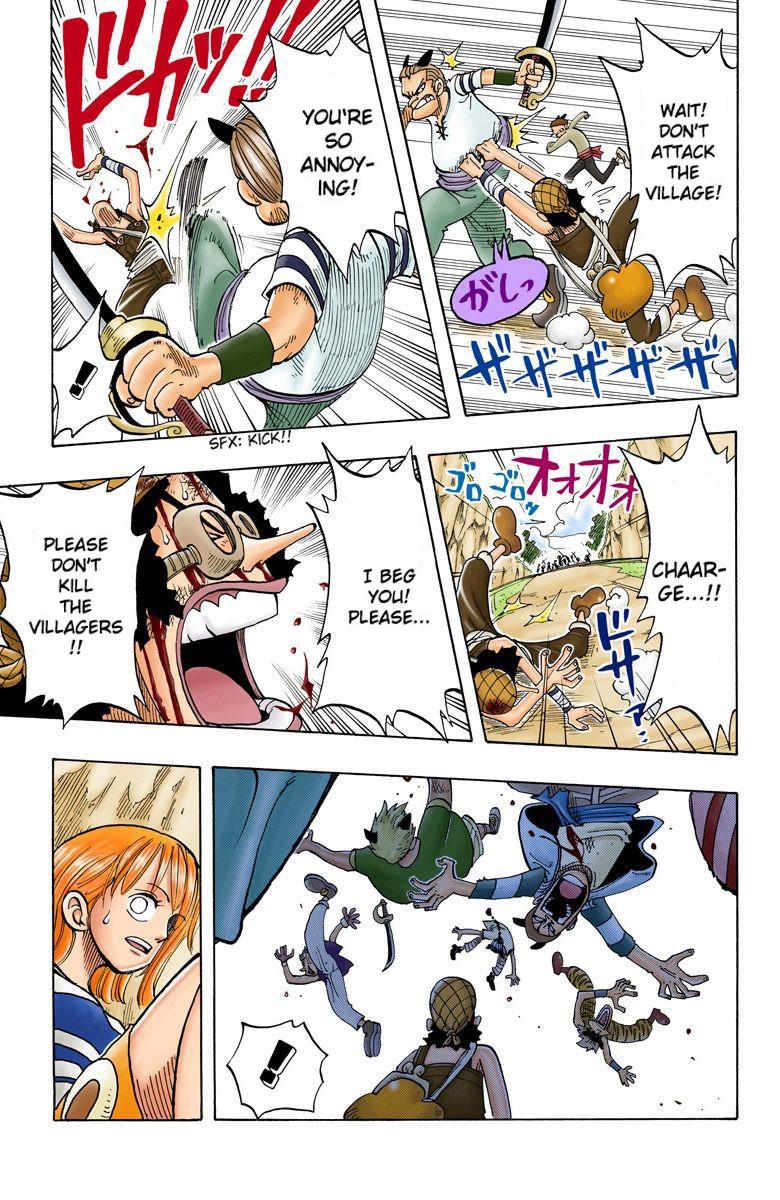 WAIT!
DON'T
ATTACK
THE
VILLAGE!
がしっ
ザザザザザザ
YOU'RE
SO
ANNOY-
ING!
ドカッ!!
!
SFX: KICK!!
CHAAR-
GE...!!
オオオオ
ゴロゴロッ
ドサァ
I BEG
YOU!
PLEASE...
PLEASE
DON'T
KILL
THE
VILLAGERS
!!
!